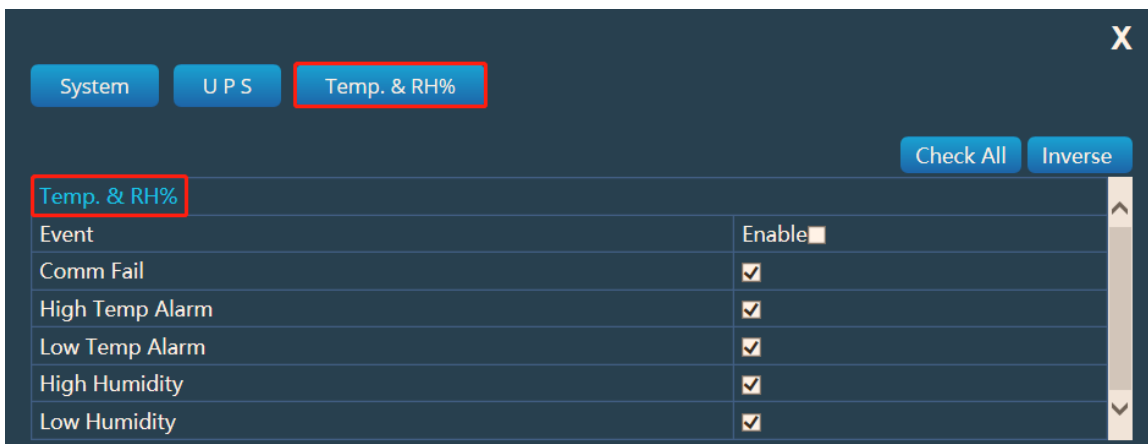 X
System UPS Temp. & RH%
Check All Inverse
Temp. & RH%
Event Enable
Comm Fail
High Temp Alarm
Low Temp Alarm
High Humidity
Low Humidity